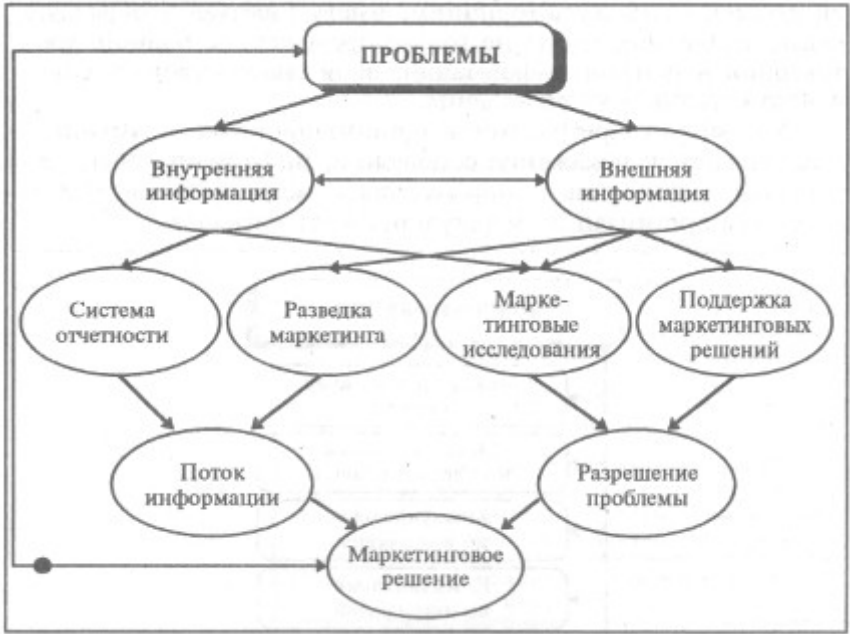 ПРОБЛЕМЫ
Внутренняя
информация
Внешняя
информация
Система
отчетности
Разведка
маркетинга
Марке-
тинговые
исследования
Поддержка
маркетинговых
решений
Поток
информации
Разрешение
проблемы
Маркетинговое
решение